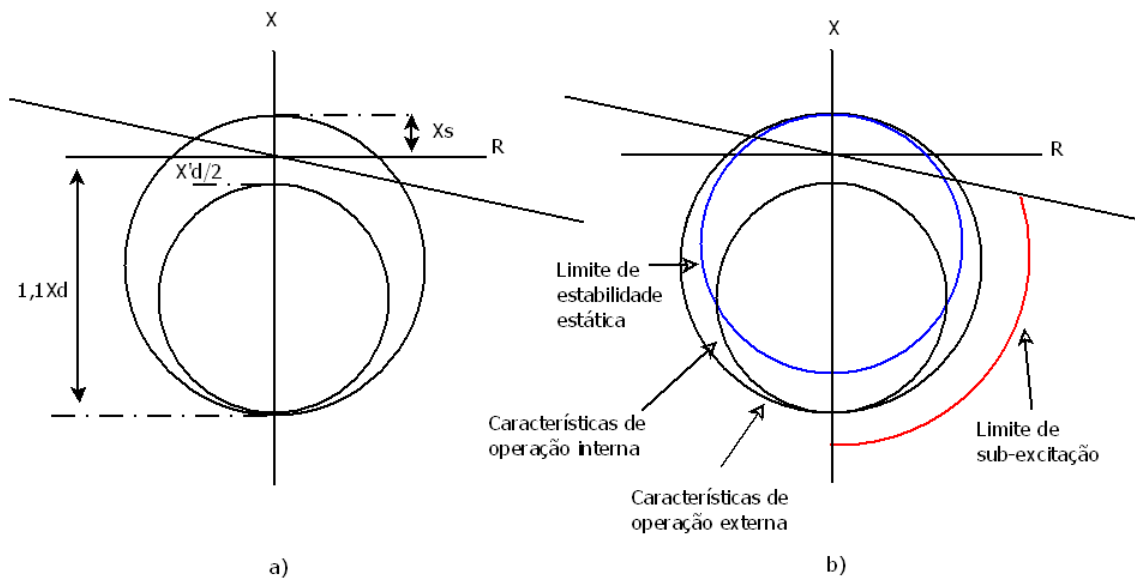 X
Xs
R
X'd/2
1,1Xd
a)
X
R
Limite de
estabilidade
estática
Características de
operação interna
Características de
operação externa
Limite de
sub-excitação
b)